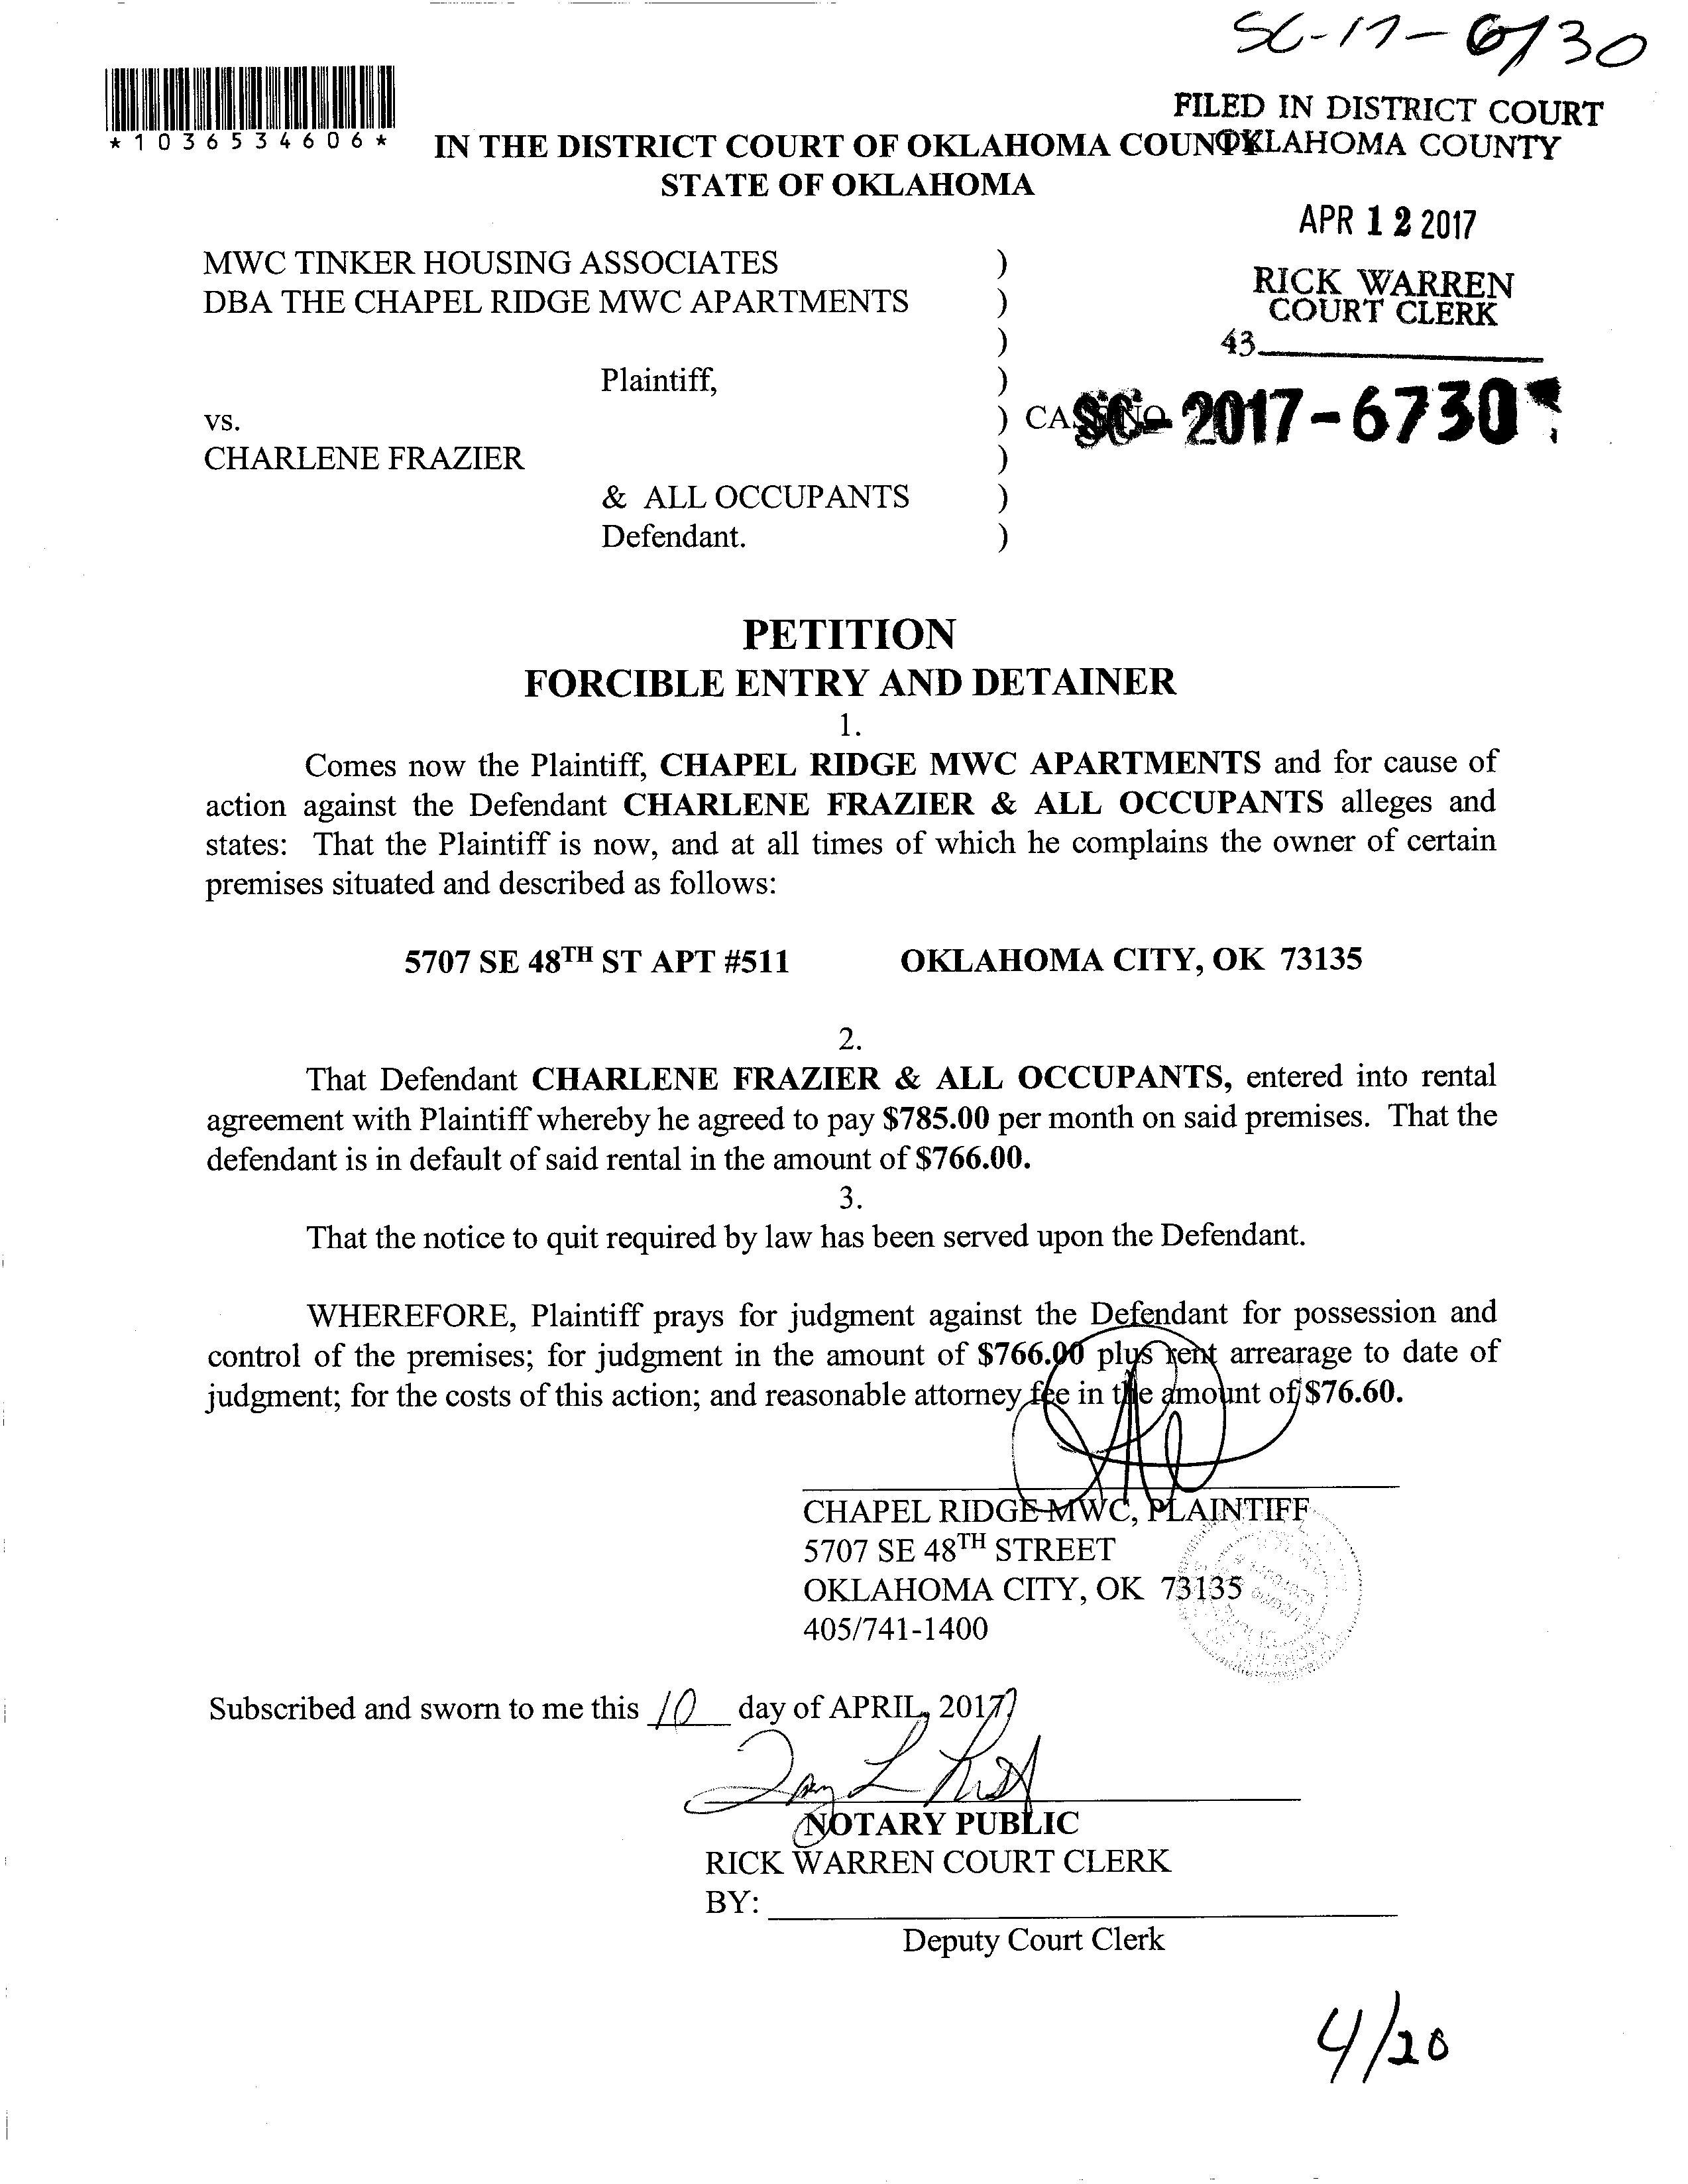 SC-17-6730
*1036534606*
FILED IN DISTRICT COURT
OKLAHOMA COUNTY
IN THE DISTRICT COURT OF OKLAHOMA COUNTY
STATE OF OKLAHOMA
APR 12 2017
RICK WARREN
COURT CLERK
43
MWC TINKER HOUSING ASSOCIATES )
DBA THE CHAPEL RIDGE MWC APARTMENTS )
)
Plaintiff, )
vs. ) CASE NO. SC-2017-6730
CHARLENE FRAZIER )
& ALL OCCUPANTS )
Defendant. )
PETITION
FORCIBLE ENTRY AND DETAINER
1.
Comes now the Plaintiff, CHAPEL RIDGE MWC APARTMENTS and for cause of
action against the Defendant CHARLENE FRAZIER & ALL OCCUPANTS alleges and
states: That the Plaintiff is now, and at all times of which he complains the owner of certain
premises situated and described as follows:
5707 SE 48TH ST APT #511 OKLAHOMA CITY, OK 73135
2.
That Defendant CHARLENE FRAZIER & ALL OCCUPANTS, entered into rental
agreement with Plaintiff whereby he agreed to pay $785.00 per month on said premises. That the
defendant is in default of said rental in the amount of $766.00.
3.
That the notice to quit required by law has been served upon the Defendant.
WHEREFORE, Plaintiff prays for judgment against the Defendant for possession and
control of the premises; for judgment in the amount of $766.00 plus rent arrearage to date of
judgment; for the costs of this action; and reasonable attorney fee in the amount of $76.60.
CHAPEL RIDGE MWC, PLAINTIFF
5707 SE 48TH STREET
OKLAHOMA CITY, OK 73135
405/741-1400
Subscribed and sworn to me this 10 day of APRIL, 2017
NOTARY PUBLIC
RICK WARREN COURT CLERK
BY:
Deputy Court Clerk
4/20